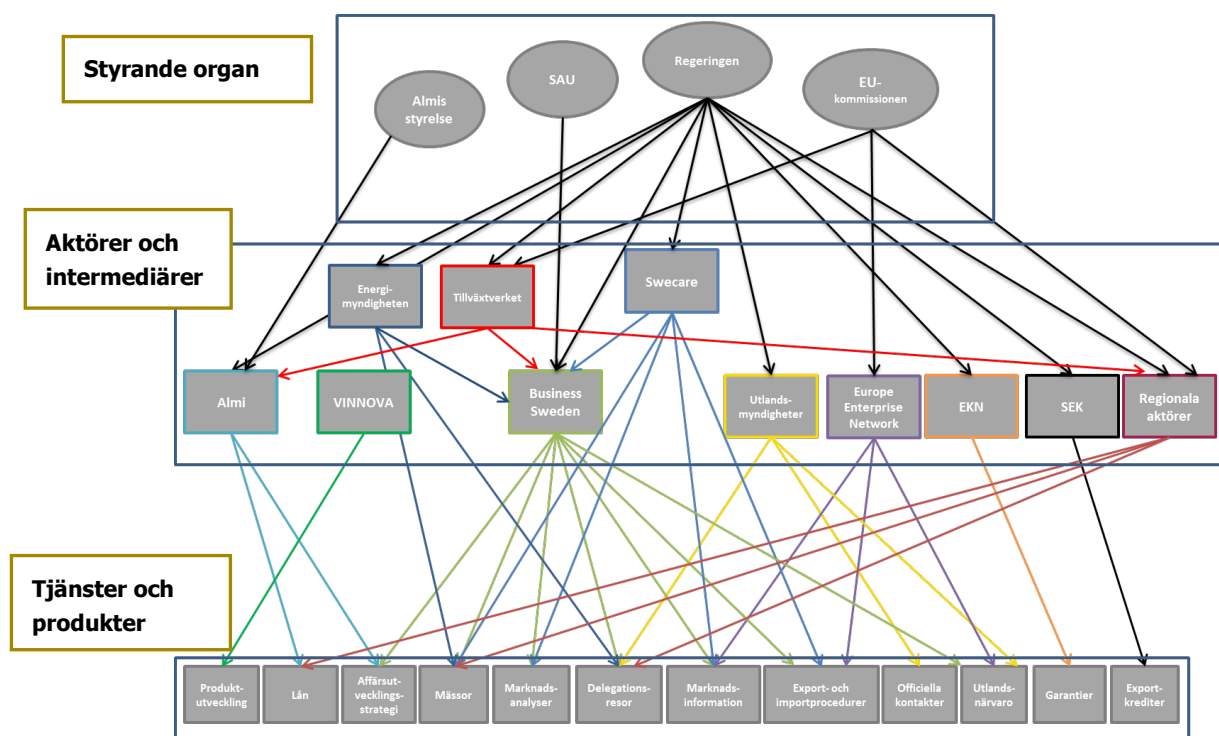 Styrande organ
Almis
styrelse
SAU
Regeringen
EU-
kommissionen
Aktörer och
intermediärer
Energi-
myndigheten
Tillväxtverket
Swecare
Almi
VINNOVA
Business
Sweden
Utlands-
myndigheter
Europe
Enterprise
Network
EKN
SEK
Regionala
aktörer
Tjänster och
produkter
Produkt-
utveckling
Lån
Affärsut-
vecklings-
strategi
Mässor
Marknads-
analyser
Delegations-
resor
Marknads-
information
Export- och
importprocedurer
Officiella
kontakter
Utlands-
närvaro
Garantier
Export-
krediter